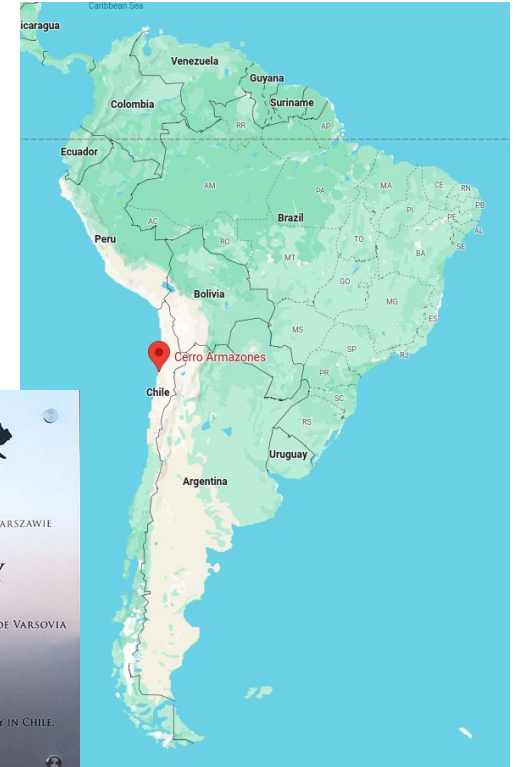 Caribbean Sea
icaragua
Venezuela
Guyana
Suriname
Colombia
RR
AP
Ecuador
AM
PA
MA
CE
RN
PB
PI
PE
AL
AC
Brazil
TO
SE
Peru
RO
BA
MT
GO
Bolivia
MG
ES
MS
SP
RJ
Cerro Armazones
PR
Chile
SC
RS
Uruguay
Argentina
ARSZAWIE
Y
DE VARSOVIA
Y IN CHILE.